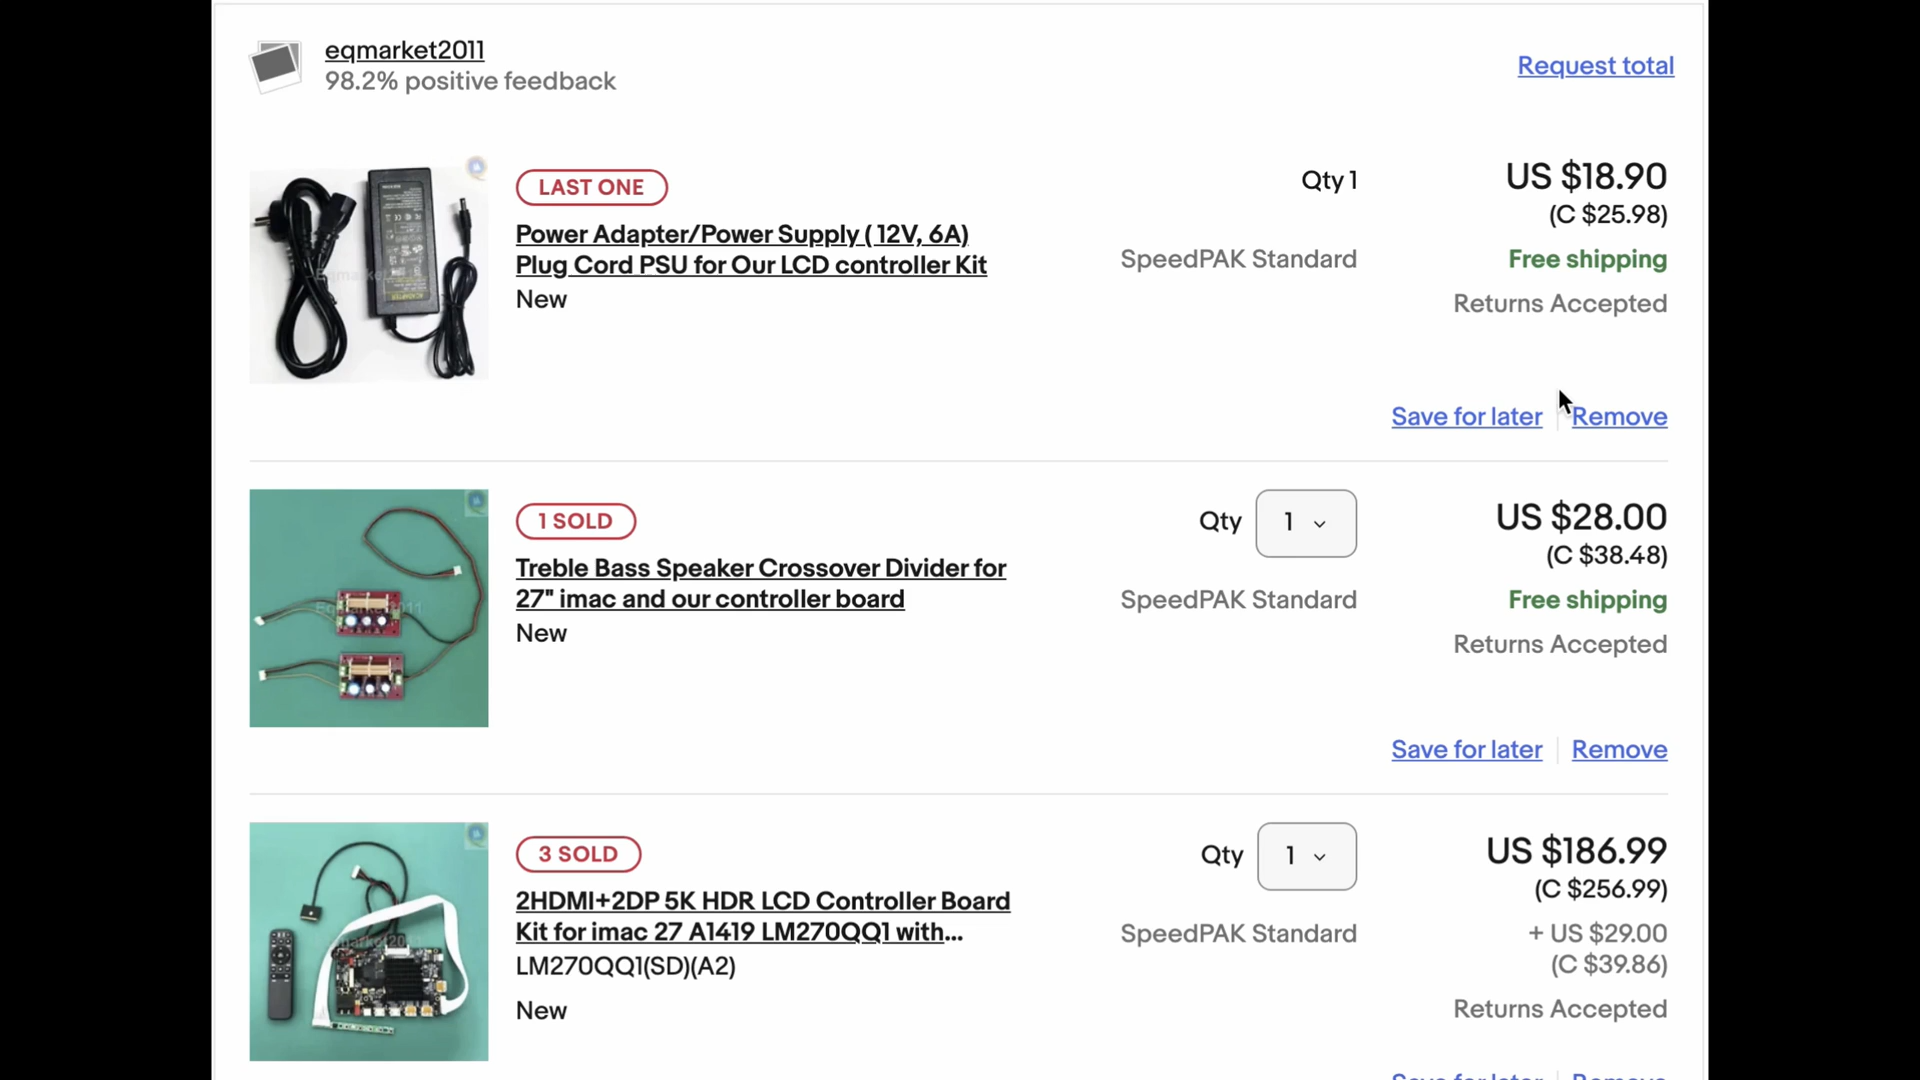 eqmarket2011
98.2% positive feedback
Request total
LAST ONE
Power Adapter/Power Supply ( 12V, 6A)
Plug Cord PSU for Our LCD controller Kit
New
Qty 1
SpeedPAK Standard
US $18.90
(C $25.98)
Free shipping
Returns Accepted
Save for later
Remove
1 SOLD
Treble Bass Speaker Crossover Divider for
27" imac and our controller board
New
Qty 1
SpeedPAK Standard
US $28.00
(C $38.48)
Free shipping
Returns Accepted
Save for later
Remove
3 SOLD
2HDMI+2DP 5K HDR LCD Controller Board
Kit for imac 27 A1419 LM270QQ1 with...
LM270QQ1(SD)(A2)
New
Qty 1
SpeedPAK Standard
US $186.99
(C $256.99)
+ US $29.00
(C $39.86)
Returns Accepted
Save for later
Remove